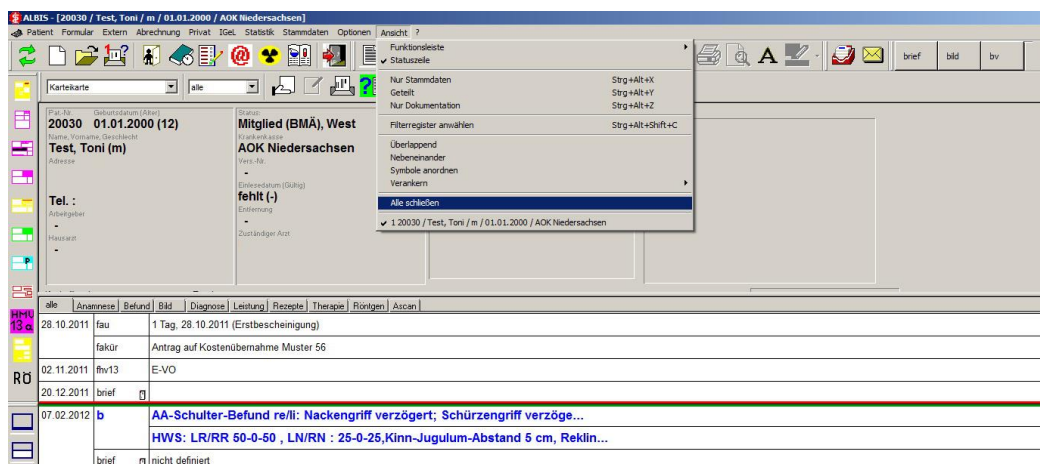 ALBIS - [20030 / Test, Toni / m / 01.01.2000 / AOK Niedersachsen]
Patient Formular Extern Abrechnung Privat IGeL Statistik Stammdaten Optionen Ansicht ?
Funktionsleiste
Statuszeile
Nur Stammdaten Strg+Alt+X
Geteilt Strg+Alt+Y
Nur Dokumentation Strg+Alt+Z
Filterregister anwählen Strg+Alt+Shift+C
Überlappend
Nebeneinander
Symbole anordnen
Verankern
Alle schließen
1 20030 / Test, Toni / m / 01.01.2000 / AOK Niedersachsen
brief bild bv
Karteikarte alle
Pat.-Nr. Geburtsdatum (Alter)
20030 01.01.2000 (12)
Name, Vorname, Geschlecht
Test, Toni (m)
Adresse
Tel. :
Arbeitgeber
-
Hausarzt
-
Status:
Mitglied (BMÄ), West
Krankenkasse
AOK Niedersachsen
Vers.-Nr.
-
Einlesedatum (Gültig)
fehlt (-)
Entfernung
-
Zuständiger Arzt
HMV
13 a
RÖ
alle Anamnese Befund Bild Diagnose Leistung Rezepte Therapie Röntgen Ascan
28.10.2011 fau 1 Tag, 28.10.2011 (Erstbescheinigung)
fakür Antrag auf Kostenübernahme Muster 56
02.11.2011 fhv13 E-VO
20.12.2011 brief
07.02.2012 b AA-Schulter-Befund re/li: Nackengriff verzögert; Schürzengriff verzöge...
HWS: LR/RR 50-0-50 , LN/RN : 25-0-25,Kinn-Jugulum-Abstand 5 cm, Reklin...
brief nicht definiert